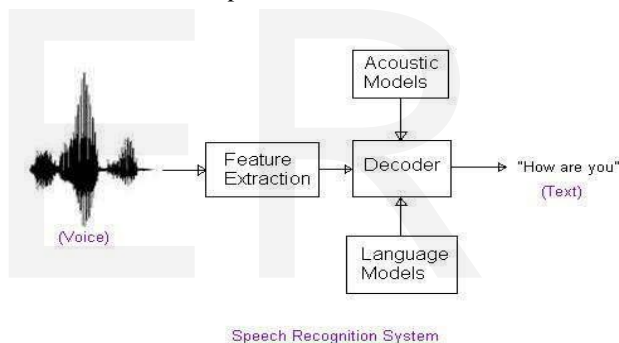 Acoustic
Models
Feature
Extraction
Decoder
"How are you"
(Text)
(Voice)
Language
Models
Speech Recognition System